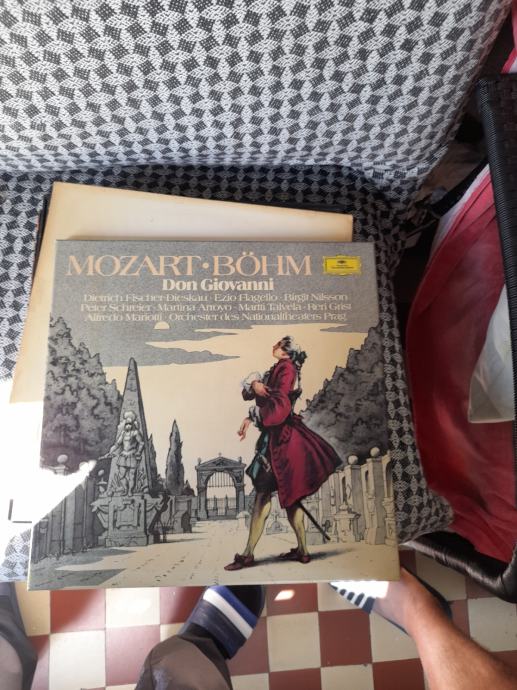 MOZART · BÖHM
Don Giovanni
Dietrich Fischer-Dieskau · Ezio Flagello · Birgit Nilsson
Peter Schreier · Martina Arroyo · Martti Talvela · Reri Grist
Alfredo Mariotti · Orchester des Nationaltheaters Prag